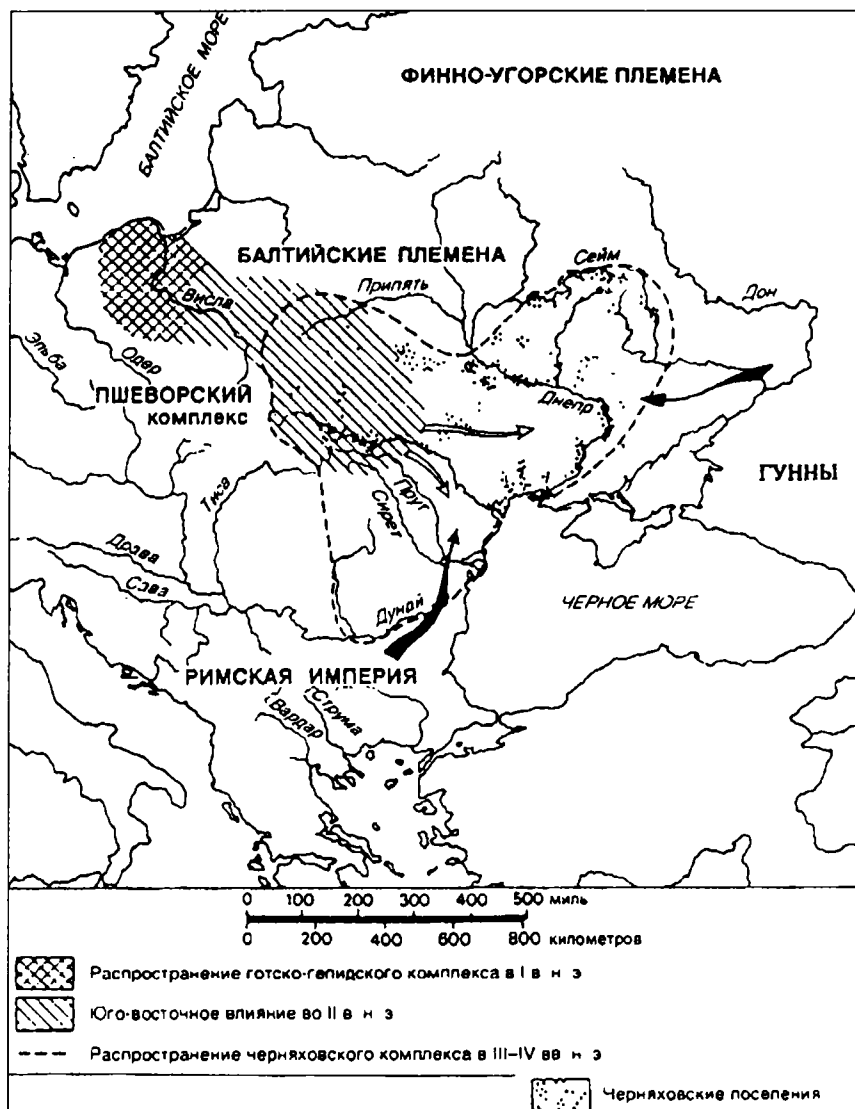 БАЛТИЙСКОЕ МОРЕ
ФИННО-УГОРСКИЕ ПЛЕМЕНА
БАЛТИЙСКИЕ ПЛЕМЕНА
Сейм
Припять
Дон
Висла
Эльба
Одер
ПШЕВОРСКИЙ
КОМПЛЕКС
Днепр
ГУННЫ
Тиса
Прут
Сирет
Драва
Сава
Дунай
ЧЕРНОЕ МОРЕ
РИМСКАЯ ИМПЕРИЯ
Струма
Вардар
0 100 200 300 400 500 миль
0 200 400 600 800 километров
Распространение готско-гепидского комплекса в I в н э
Юго-восточное влияние во II в н э
Распространение черняховского комплекса в III–IV вв н э
Черняховские поселения